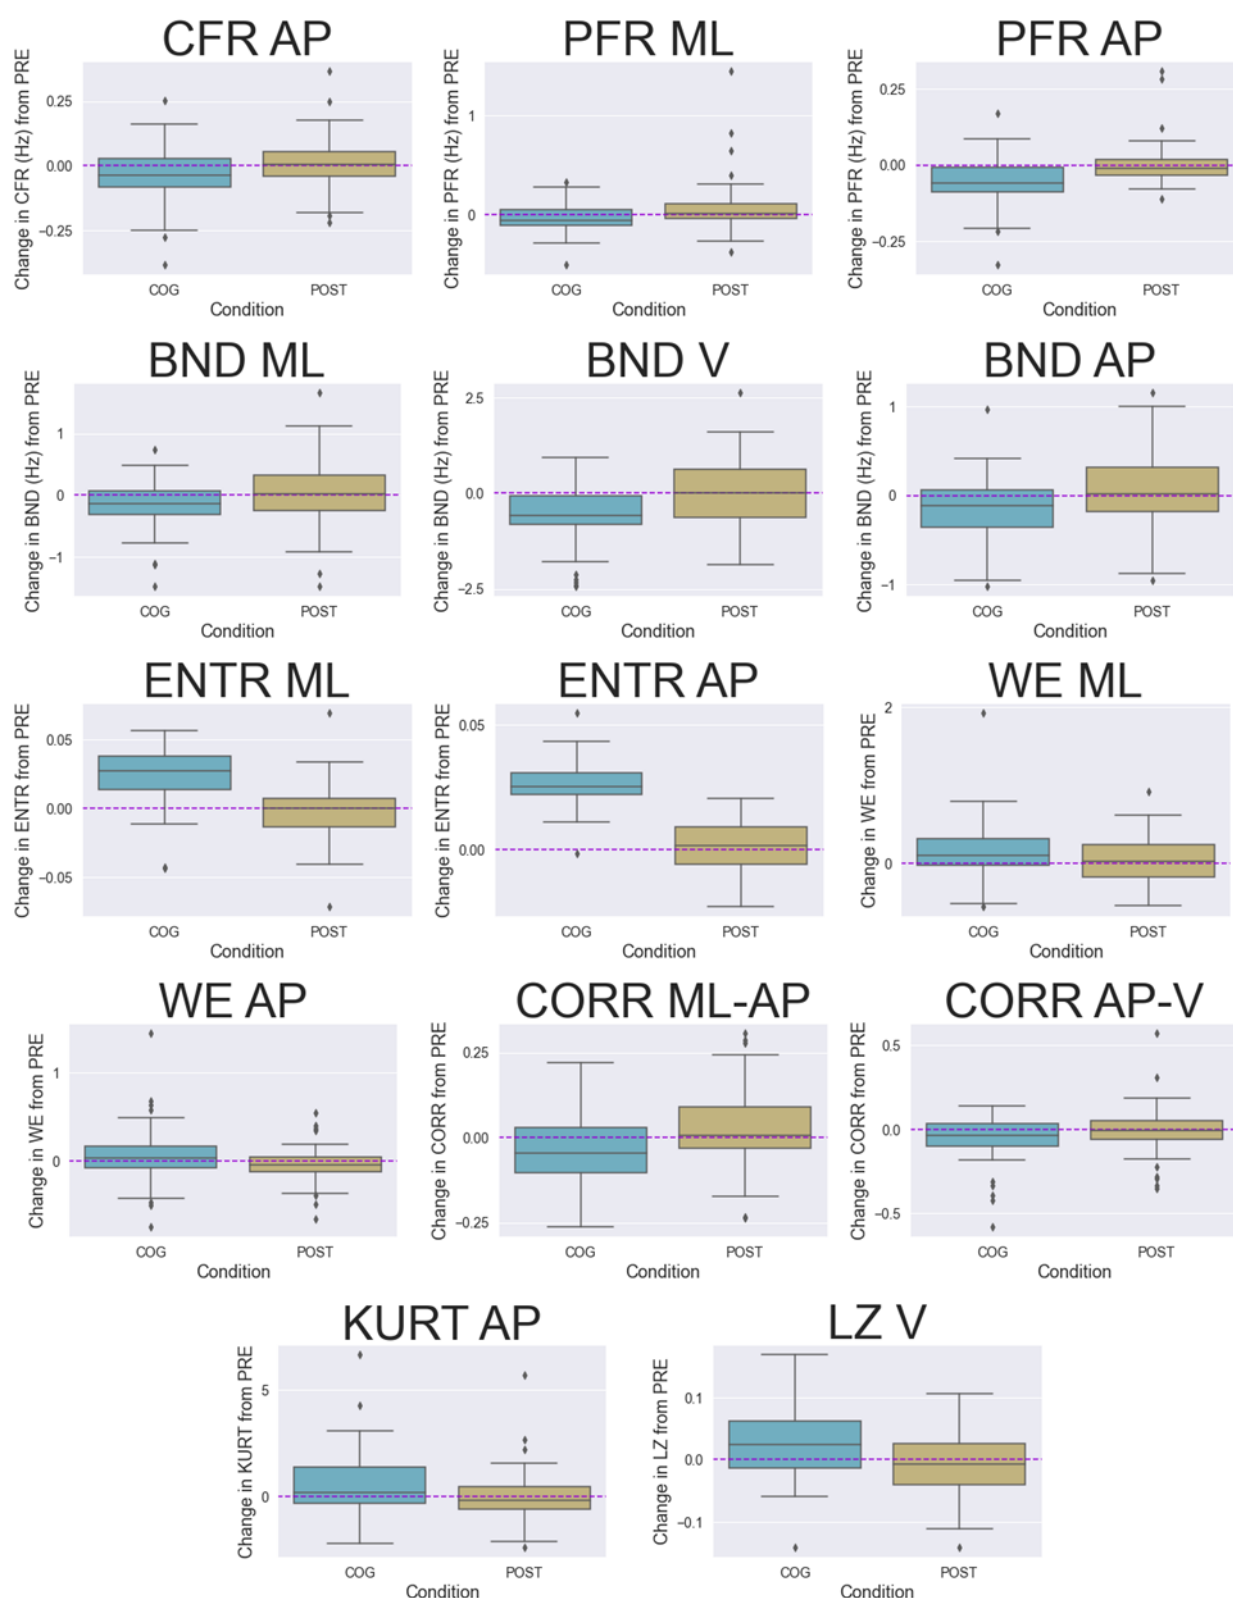 CFR AP
PFR ML
PFR AP
Change in CFR (Hz) from PRE
0.25
0.00
−0.25
COG
POST
Condition
Change in PFR (Hz) from PRE
1
0
COG
POST
Condition
Change in PFR (Hz) from PRE
0.25
0.00
−0.25
COG
POST
Condition
BND ML
BND V
BND AP
Change in BND (Hz) from PRE
1
0
−1
COG
POST
Condition
Change in BND (Hz) from PRE
2.5
0.0
−2.5
COG
POST
Condition
Change in BND (Hz) from PRE
1
0
−1
COG
POST
Condition
ENTR ML
ENTR AP
WE ML
Change in ENTR from PRE
0.05
0.00
−0.05
COG
POST
Condition
Change in ENTR from PRE
0.05
0.00
COG
POST
Condition
Change in WE from PRE
2
0
COG
POST
Condition
WE AP
CORR ML-AP
CORR AP-V
Change in WE from PRE
1
0
COG
POST
Condition
Change in CORR from PRE
0.25
0.00
−0.25
COG
POST
Condition
Change in CORR from PRE
0.5
0.0
−0.5
COG
POST
Condition
KURT AP
LZ V
Change in KURT from PRE
5
0
COG
POST
Condition
Change in LZ from PRE
0.1
0.0
−0.1
COG
POST
Condition